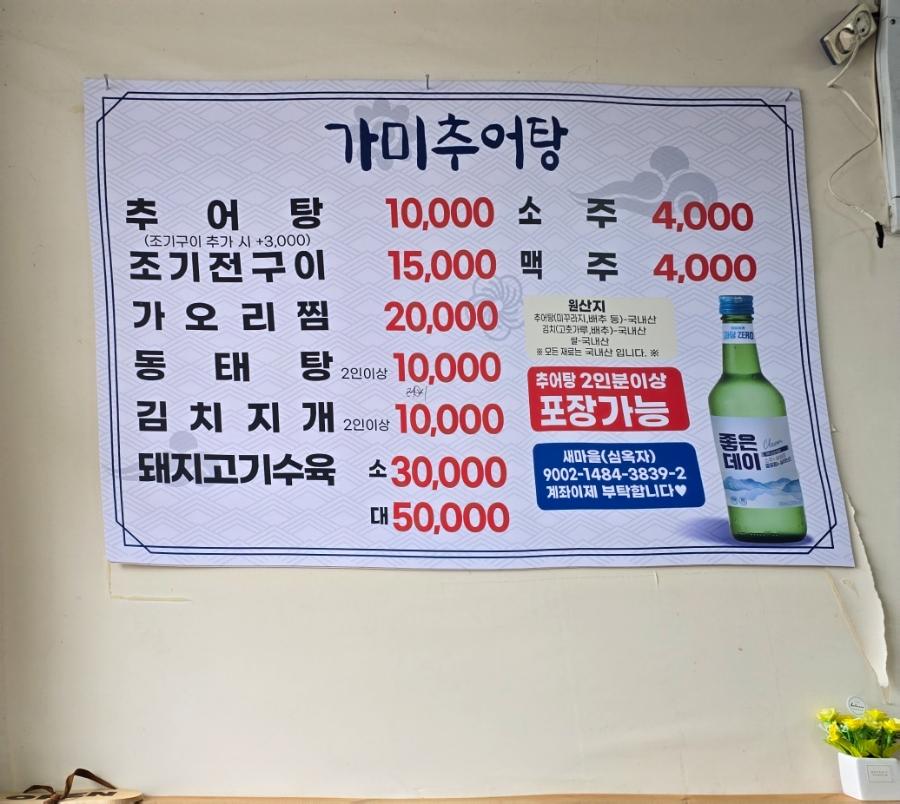 가미추어탕
추어탕 10,000
(조기구이 추가 시 +3,000)
조기전구이 15,000
가오리찜 20,000
동태탕 2인이상 10,000
김치지개 2인이상 10,000
돼지고기수육 소 30,000
대 50,000
소주 4,000
맥주 4,000
원산지
추어탕(미꾸라지,배추 등)-국내산
김치(고춧가루,배추)-국내산
쌀-국내산
※ 모든 재료는 국내산 입니다. ※
추어탕 2인분이상
포장가능
새마을(심옥자)
9002-1484-3839-2
계좌이제 부탁합니다♥
ZERO
좋은
데이
Clean